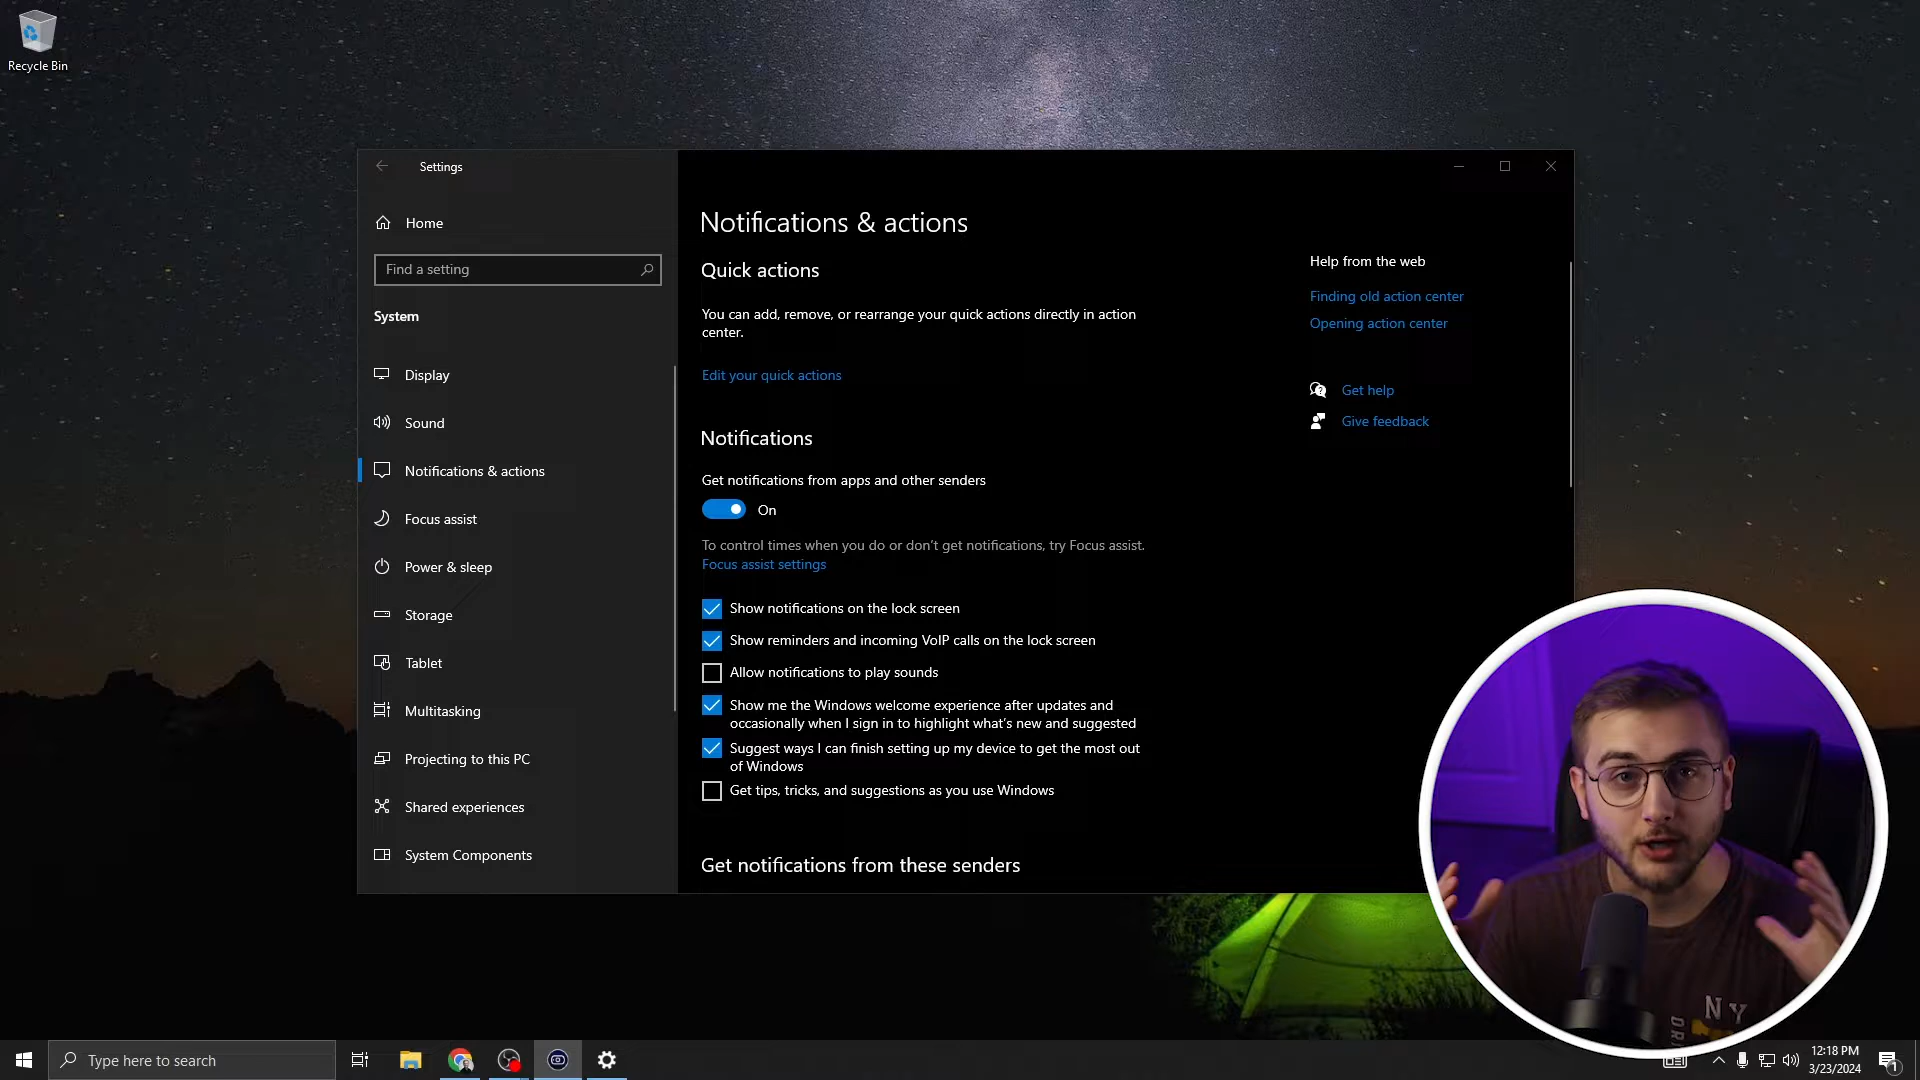 Recycle Bin
Settings
Home
Find a setting
System
Display
Sound
Notifications & actions
Focus assist
Power & sleep
Storage
Tablet
Multitasking
Projecting to this PC
Shared experiences
System Components
Notifications & actions
Quick actions
You can add, remove, or rearrange your quick actions directly in action
center.
Edit your quick actions
Notifications
Get notifications from apps and other senders
On
To control times when you do or don't get notifications, try Focus assist.
Focus assist settings
Show notifications on the lock screen
Show reminders and incoming VoIP calls on the lock screen
Allow notifications to play sounds
Show me the Windows welcome experience after updates and
occasionally when I sign in to highlight what's new and suggested
Suggest ways I can finish setting up my device to get the most out
of Windows
Get tips, tricks, and suggestions as you use Windows
Get notifications from these senders
Help from the web
Finding old action center
Opening action center
Get help
Give feedback
NY
Type here to search
12:18 PM
3/23/2024
1